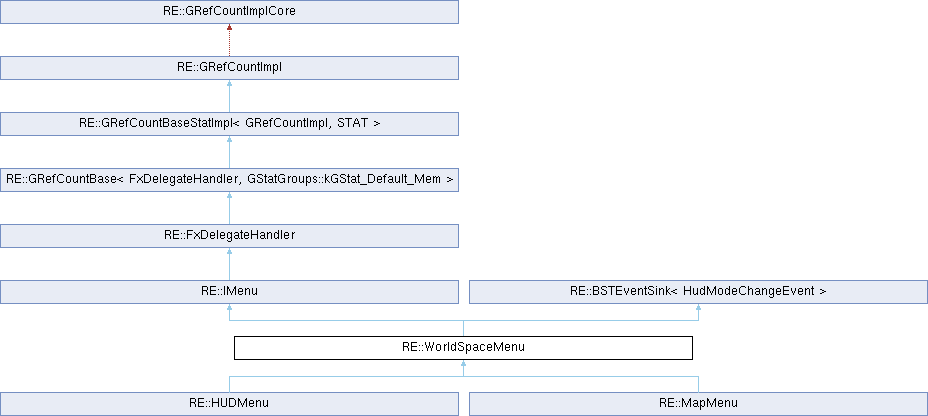 RE::GRefCountImplCore
RE::GRefCountImpl
RE::GRefCountBaseStatImpl< GRefCountImpl, STAT >
RE::GRefCountBase< FxDelegateHandler, GStatGroups::kGStat_Default_Mem >
RE::FxDelegateHandler
RE::IMenu
RE::BSTEventSink< HudModeChangeEvent >
RE::WorldSpaceMenu
RE::HUDMenu
RE::MapMenu